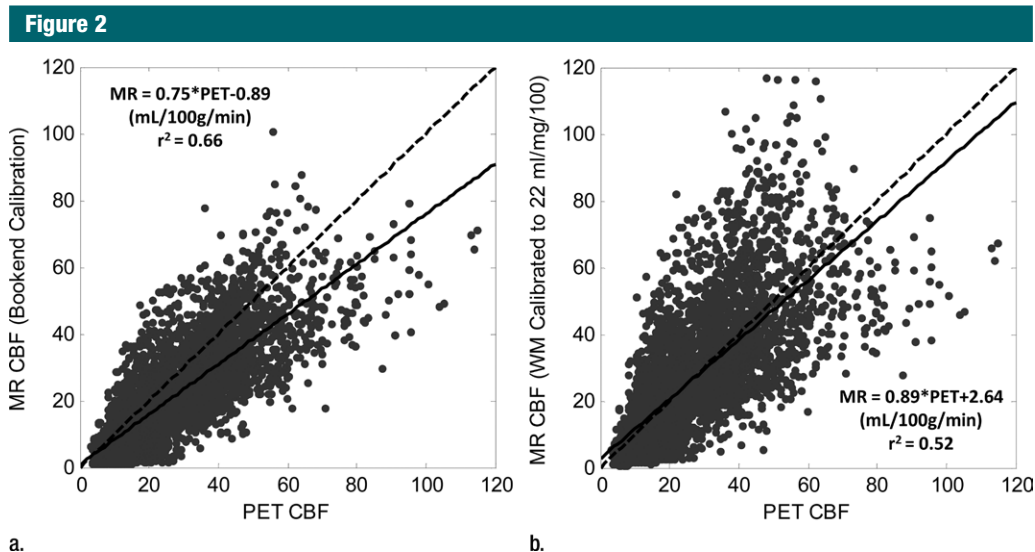 Figure 2
MR = 0.75*PET-0.89
(mL/100g/min)
r² = 0.66
MR CBF (Bookend Calibration)
120
100
80
60
40
20
0
0 20 40 60 80 100 120
PET CBF
a.
MR = 0.89*PET+2.64
(mL/100g/min)
r² = 0.52
MR CBF (WM Calibrated to 22 ml/mg/100)
120
100
80
60
40
20
0
0 20 40 60 80 100 120
PET CBF
b.